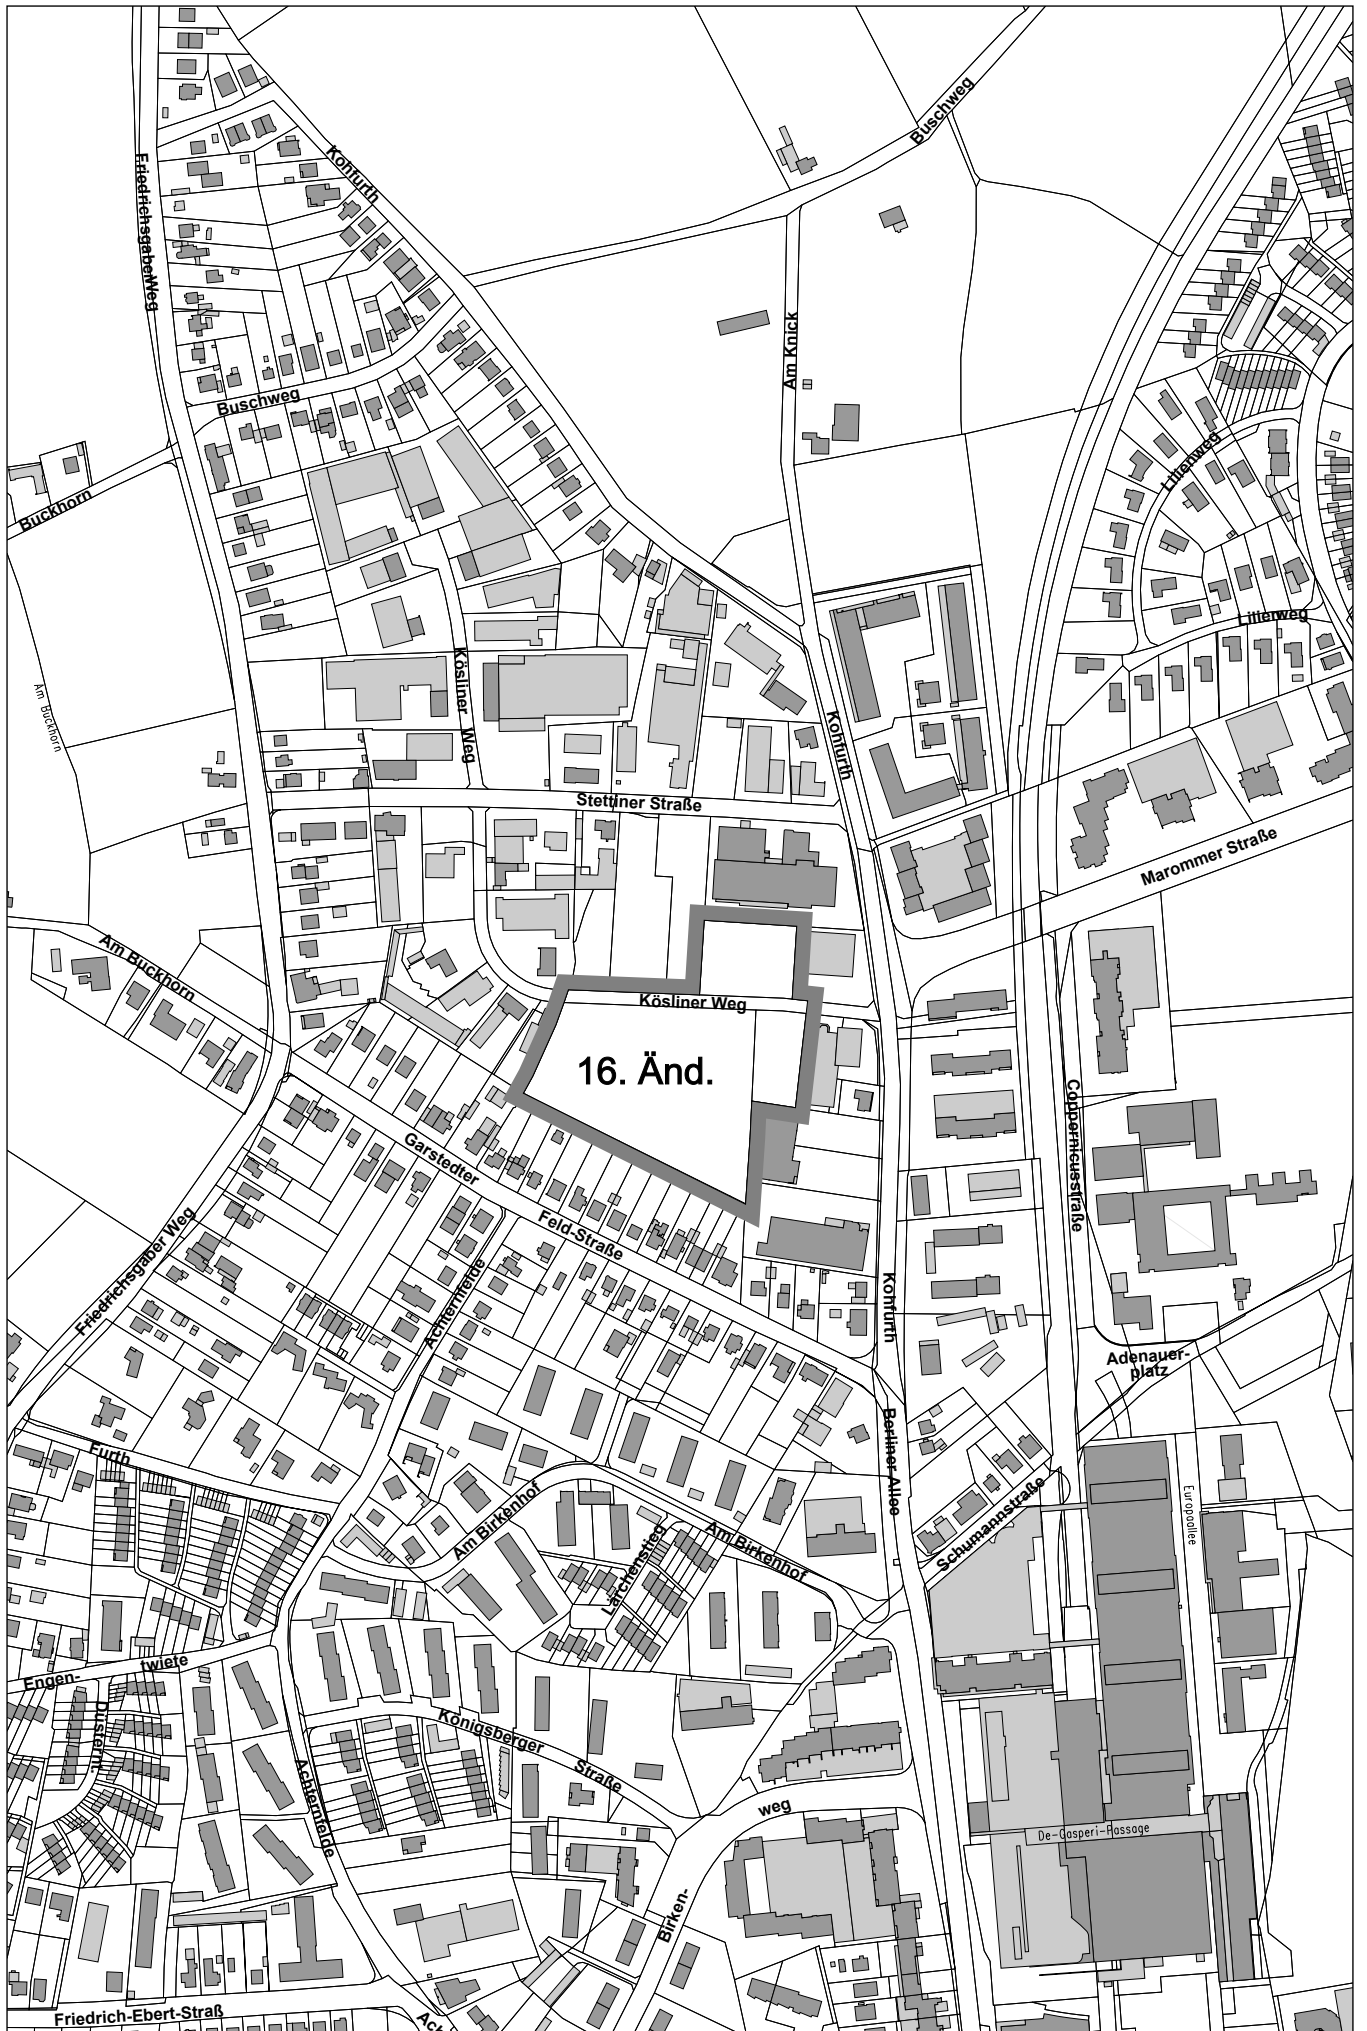 Buschweg
Kohfurth
Friedrichsgaber Weg
Am Knick
Buschweg
Lilienweg
Buckhorn
Lilienweg
Kösliner Weg
Am Buckhorn
Kohfurth
Stettiner Straße
Marommer Straße
Am Buckhorn
Kösliner Weg
16. Änd.
Coppernicusstraße
Garstedter
Feld-Straße
Friedrichsgaber Weg
Achternfelde
Kohfurth
Adenauer-
platz
Berliner Allee
Furth
Europaallee
Am Birkenhof
Am Birkenhof
Schumannstraße
Lärchenstieg
Engen-
twiete
Düsternt.
Königsberger
Straße
Achternfelde
weg
De-Gasperi-Passage
Birken-
Friedrich-Ebert-Straß
Ach